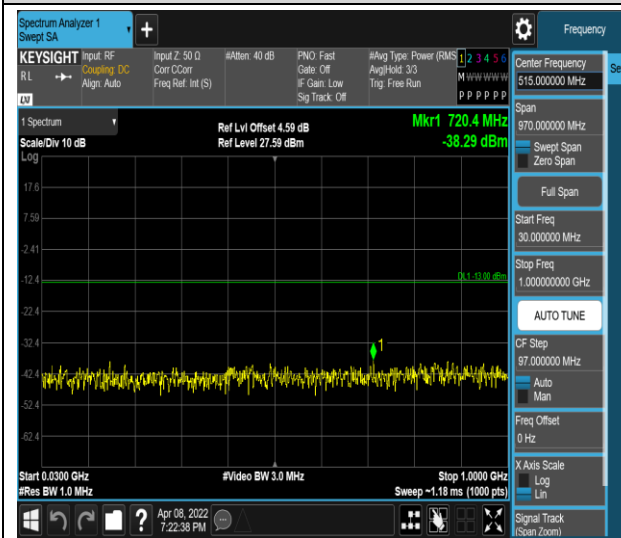 Spectrum Analyzer 1
Swept SA
Frequency
KEYSIGHT
RL
LXI
Input: RF
Coupling: DC
Align: Auto
Input Z: 50 Ω
Corr CCorr
Freq Ref: Int (S)
#Atten: 40 dB
PNO: Fast
Gate: Off
IF Gain: Low
Sig Track: Off
#Avg Type: Power (RMS
Avg|Hold: 3/3
Trig: Free Run
1 2 3 4 5 6
M W W W W W
P P P P P P
1 Spectrum
Scale/Div 10 dB
Log
Ref Lvl Offset 4.59 dB
Ref Level 27.59 dBm
Mkr1 720.4 MHz
-38.29 dBm
17.6
7.59
-2.41
-12.4
DL1 -13.00 dBm
-22.4
-32.4
1
-42.4
-52.4
-62.4
Start 0.0300 GHz
#Res BW 1.0 MHz
#Video BW 3.0 MHz
Stop 1.0000 GHz
Sweep ~1.18 ms (1000 pts)
?
Apr 08, 2022
7:22:38 PM
Center Frequency
515.000000 MHz
Se
Span
970.000000 MHz
Swept Span
Zero Span
Full Span
Start Freq
30.000000 MHz
Stop Freq
1.000000000 GHz
AUTO TUNE
CF Step
97.000000 MHz
Auto
Man
Freq Offset
0 Hz
X Axis Scale
Log
Lin
Signal Track
(Span Zoom)